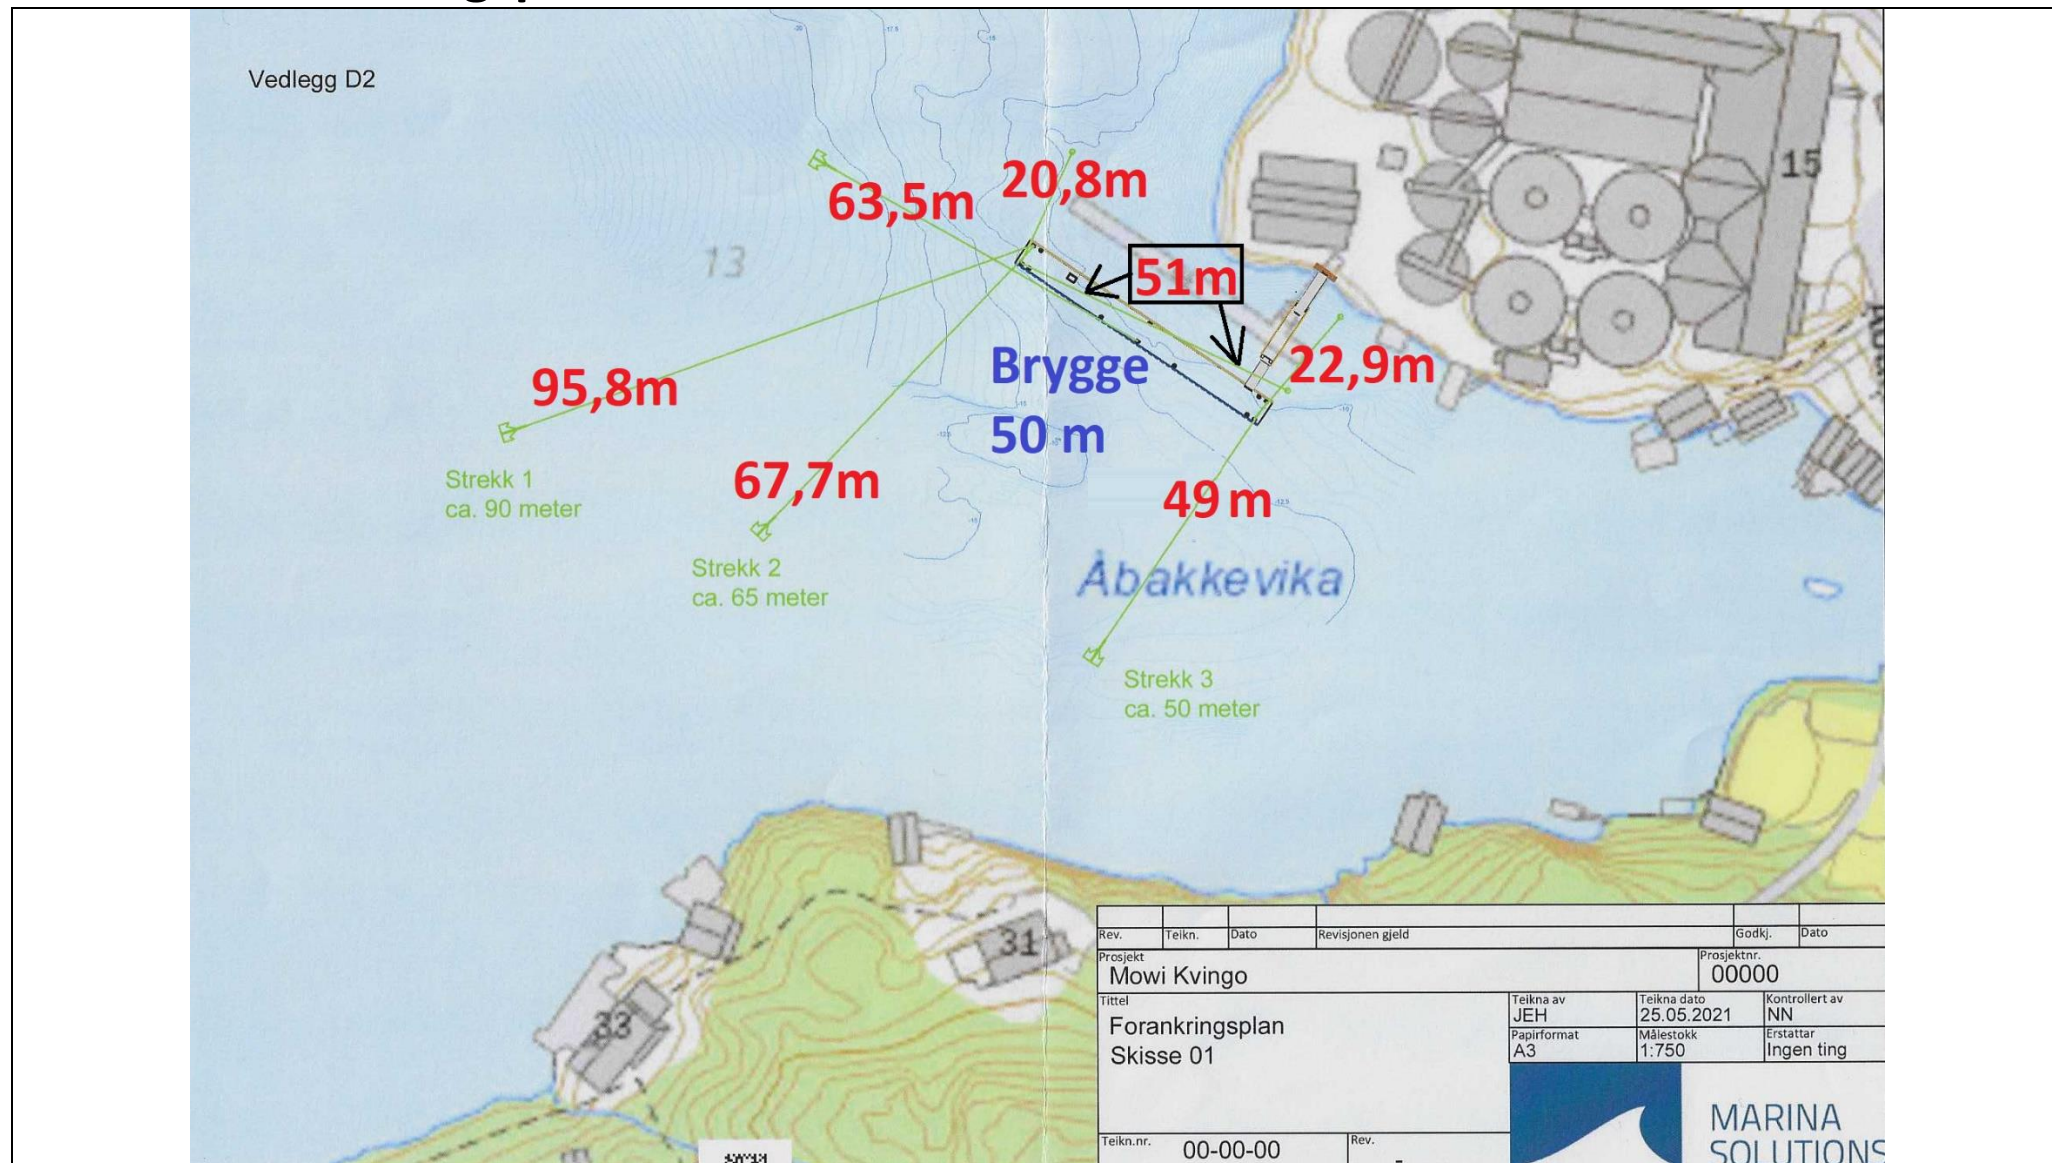 Vedlegg D2
15
20,8m
63,5m
13
51m
Brygge
50 m
22,9m
95,8m
67,7m
49 m
Strekk 1
ca. 90 meter
Strekk 2
ca. 65 meter
Åbakkevika
Strekk 3
ca. 50 meter
31
33
Rev. Teikn. Dato Revisjonen gjeld Godkj. Dato
Prosjekt Prosjektnr.
Mowi Kvingo 00000
Tittel Teikna av Teikna dato Kontrollert av
JEH 25.05.2021 NN
Forankringsplan
Skisse 01
Papirformat Målestokk Erstattar
A3 1:750 Ingen ting
Teikn.nr. Rev.
00-00-00 -
MARINA
SOLUTIONS